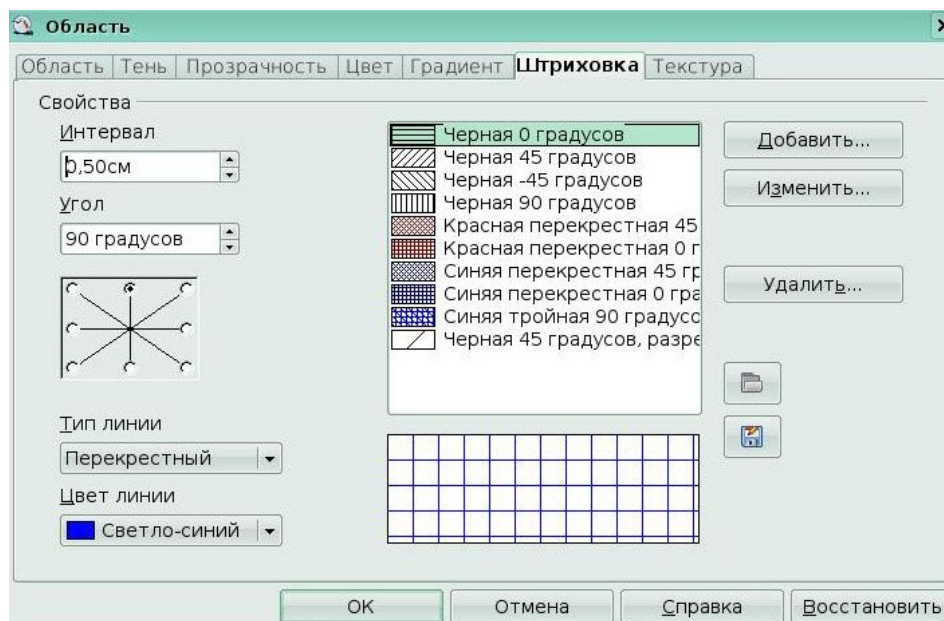 Область
Область Тень Прозрачность Цвет Градиент Штриховка Текстура
Свойства
Интервал
0,50см
Угол
90 градусов
Тип линии
Перекрестный
Цвет линии
Светло-синий
Черная 0 градусов
Черная 45 градусов
Черная -45 градусов
Черная 90 градусов
Красная перекрестная 45
Красная перекрестная 0 г
Синяя перекрестная 45 гр
Синяя перекрестная 0 гра
Синяя тройная 90 градусо
Черная 45 градусов, разре
Добавить...
Изменить...
Удалить...
ОК Отмена Справка Восстановить